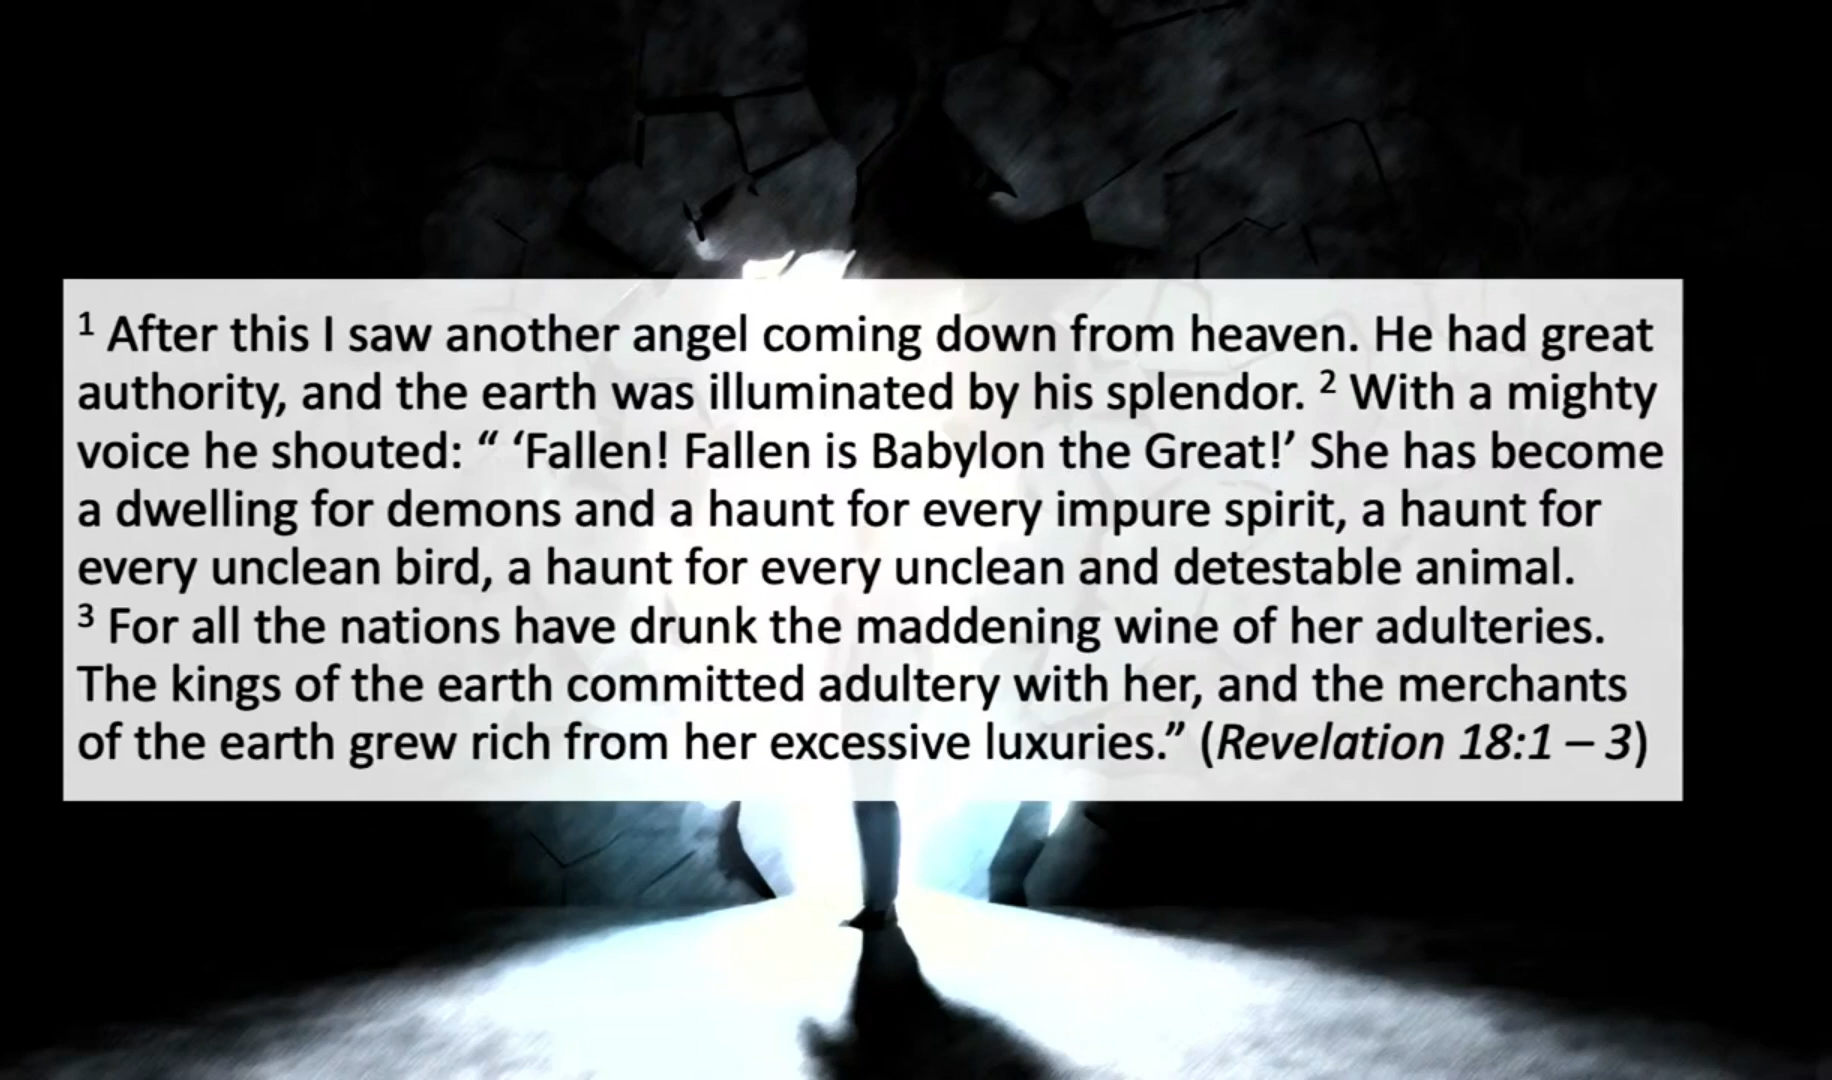 1 After this I saw another angel coming down from heaven. He had great
authority, and the earth was illuminated by his splendor. 2 With a mighty
voice he shouted: “ ‘Fallen! Fallen is Babylon the Great!’ She has become
a dwelling for demons and a haunt for every impure spirit, a haunt for
every unclean bird, a haunt for every unclean and detestable animal.
3 For all the nations have drunk the maddening wine of her adulteries.
The kings of the earth committed adultery with her, and the merchants
of the earth grew rich from her excessive luxuries.” (Revelation 18:1 – 3)